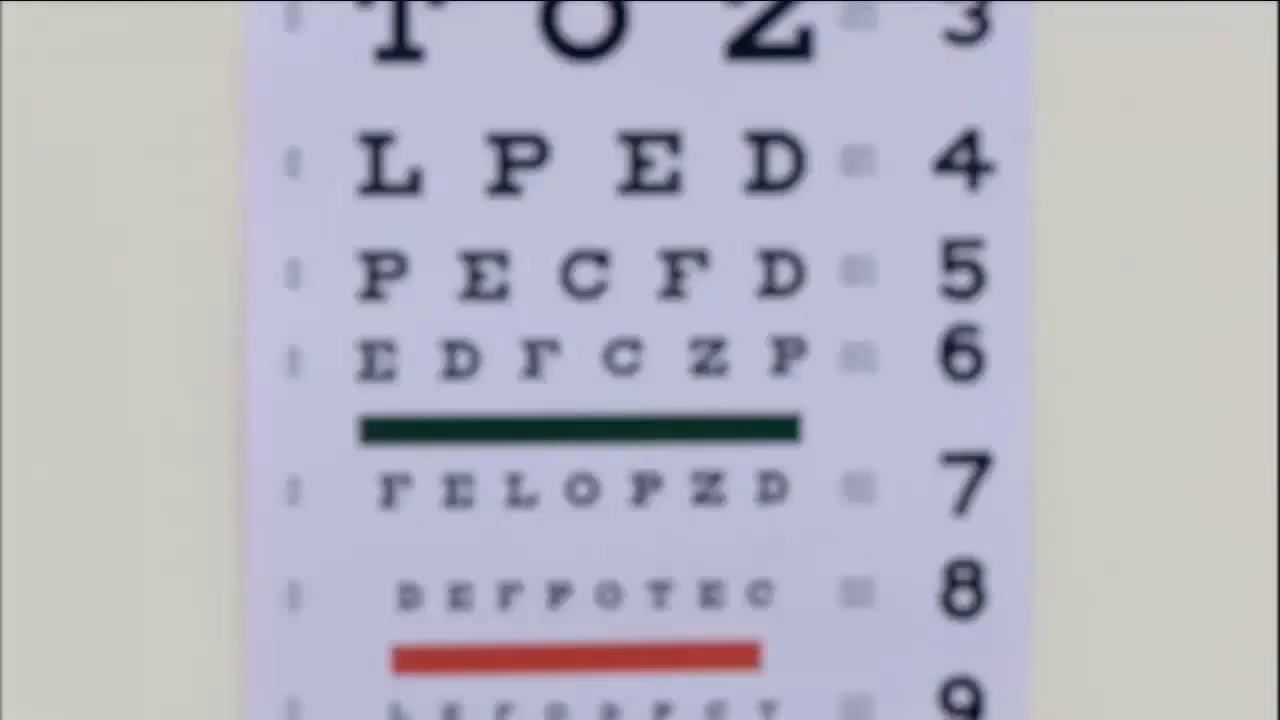 T O Z 3
L P E D 4
P E C F D 5
E D F C Z P 6
F E L O P Z D 7
D E F P O T E C 8
9